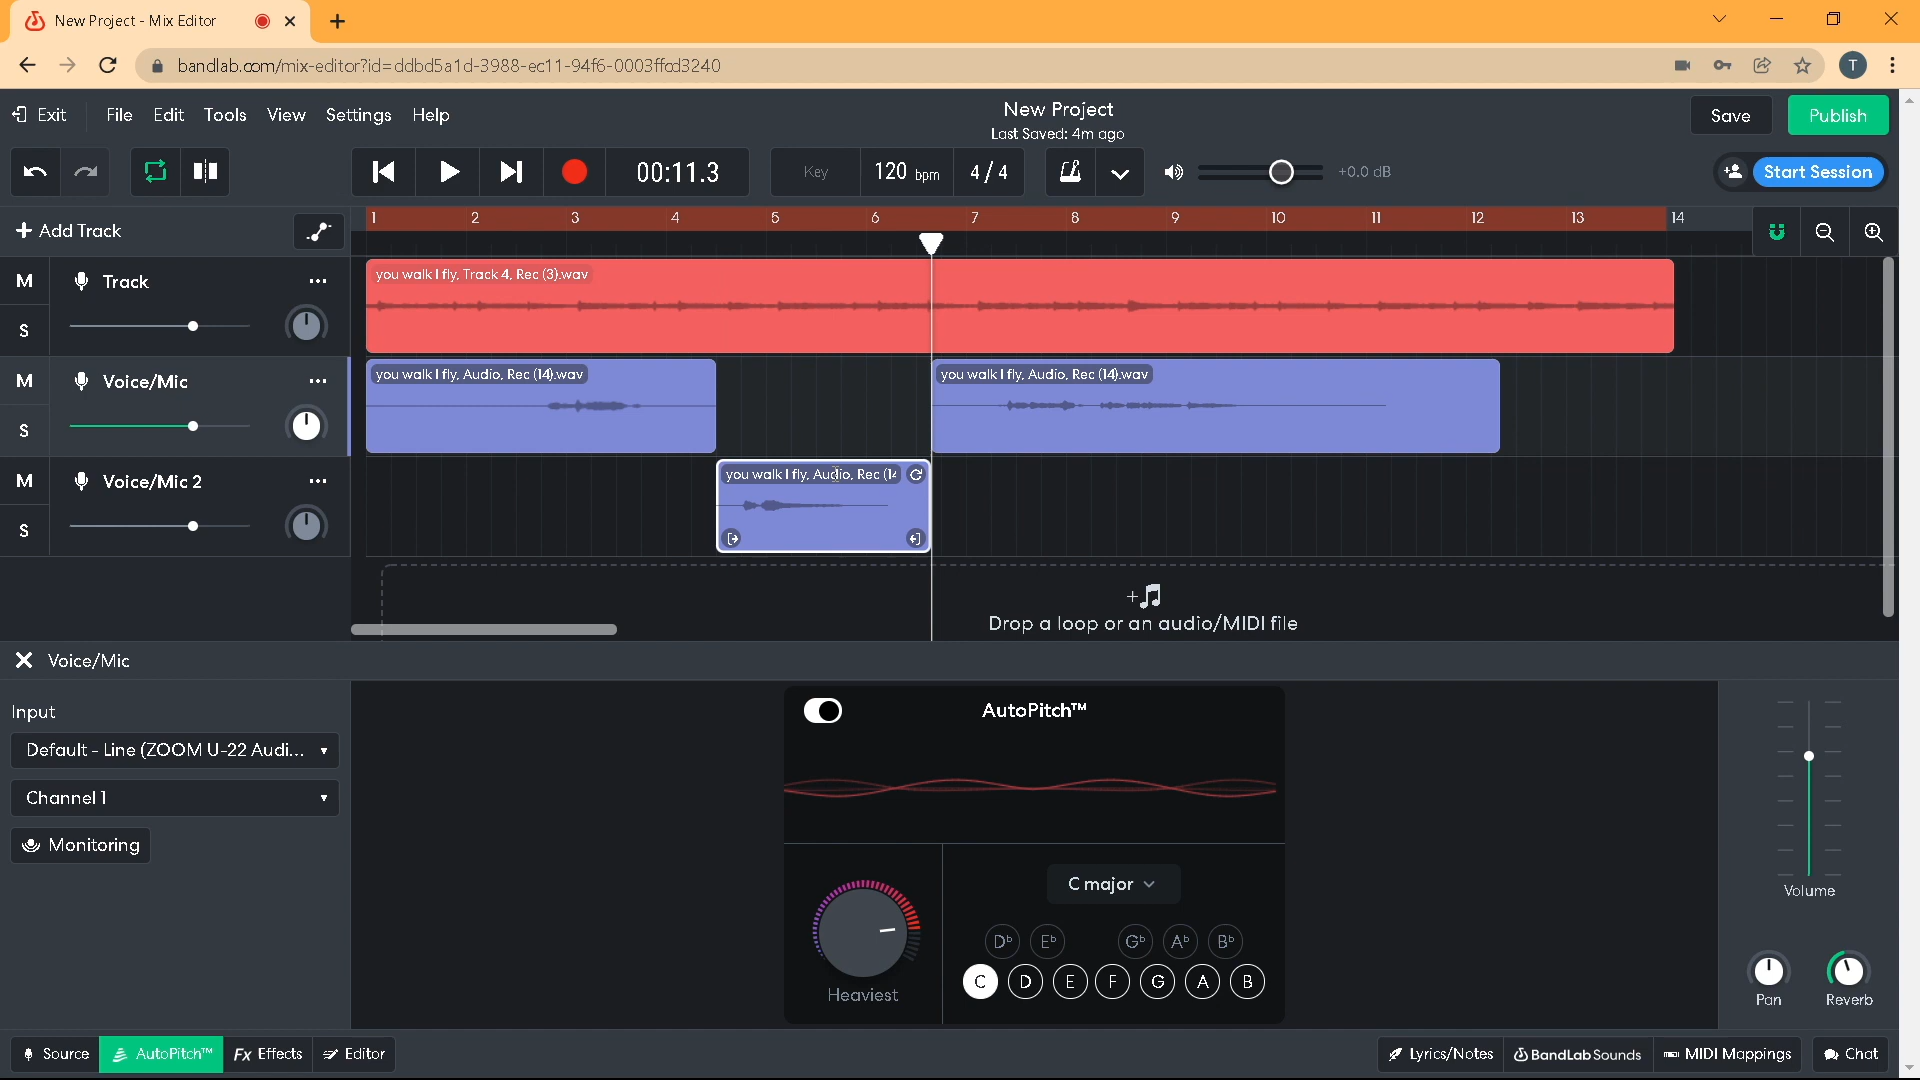 New Project - Mix Editor
bandlab.com/mix-editor?id=ddbd5a1d-3988-ec11-94f6-0003ffcd3240
T
Exit File Edit Tools View Settings Help
New Project
Last Saved: 4m ago
Save Publish
00:11.3 Key 120 bpm 4 / 4 +0.0 dB Start Session
+ Add Track
1 2 3 4 5 6 7 8 9 10 11 12 13 14
M Track
S
you walk I fly, Track 4, Rec (3).wav
M Voice/Mic
S
you walk I fly, Audio, Rec (14).wav
you walk I fly, Audio, Rec (14).wav
M Voice/Mic 2
S
you walk I fly, Audio, Rec (14
Drop a loop or an audio/MIDI file
Voice/Mic
Input
Default - Line (ZOOM U-22 Audi...
Channel 1
Monitoring
AutoPitch™
C major
Heaviest
D♭ E♭ G♭ A♭ B♭
C D E F G A B
Volume
Pan Reverb
Source AutoPitch™ Fx Effects Editor
Lyrics/Notes BandLab Sounds MIDI Mappings Chat